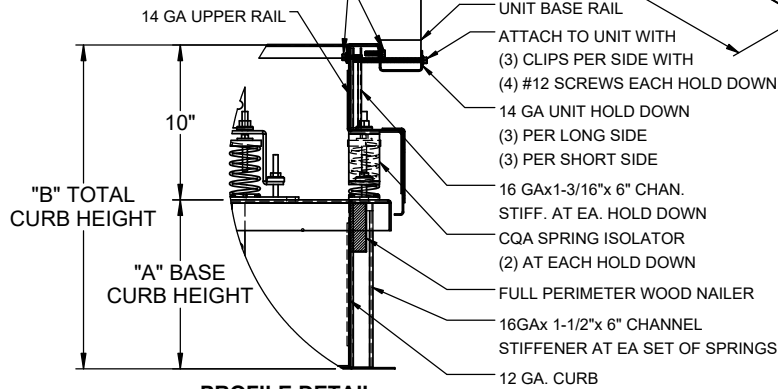 14 GA UPPER RAIL
10"
"B" TOTAL
CURB HEIGHT
"A" BASE
CURB HEIGHT
UNIT BASE RAIL
ATTACH TO UNIT WITH
(3) CLIPS PER SIDE WITH
(4) #12 SCREWS EACH HOLD DOWN
14 GA UNIT HOLD DOWN
(3) PER LONG SIDE
(3) PER SHORT SIDE
16 GAx1-3/16"x 6" CHAN.
STIFF. AT EA. HOLD DOWN
CQA SPRING ISOLATOR
(2) AT EACH HOLD DOWN
FULL PERIMETER WOOD NAILER
16GAx 1-1/2"x 6" CHANNEL
STIFFENER AT EA SET OF SPRINGS
12 GA. CURB
PROFILE DETAIL